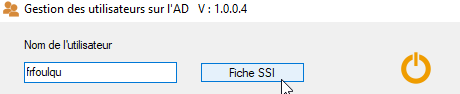 Gestion des utilisateurs sur l'AD V : 1.0.0.4
Nom de l'utilisateur
frfoulqu
Fiche SSI